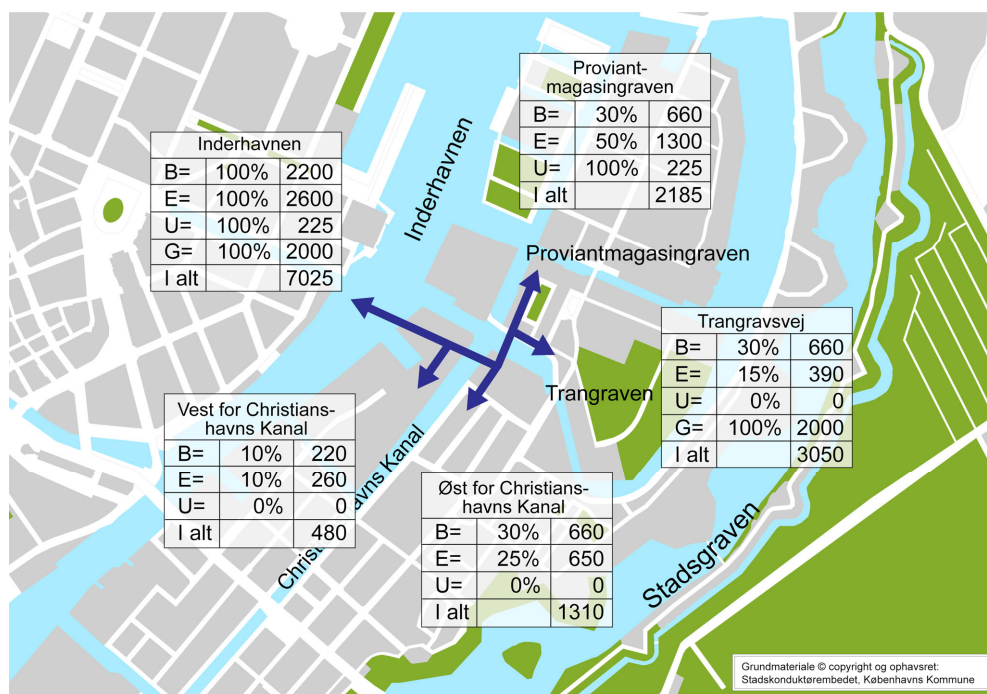 Proviant-
magasingraven
B= 30% 660
E= 50% 1300
U= 100% 225
I alt 2185
Inderhavnen
B= 100% 2200
E= 100% 2600
U= 100% 225
G= 100% 2000
I alt 7025
Inderhavnen
Proviantmagasingraven
Trangravsvej
B= 30% 660
E= 15% 390
U= 0% 0
G= 100% 2000
I alt 3050
Trangraven
Vest for Christians-
havns Kanal
B= 10% 220
E= 10% 260
U= 0% 0
I alt 480
Christianshavns Kanal
Øst for Christians-
havns Kanal
B= 30% 660
E= 25% 650
U= 0% 0
I alt 1310
Stadsgraven
Grundmateriale © copyright og ophavsret:
Stadskonduktørembedet, Københavns Kommune